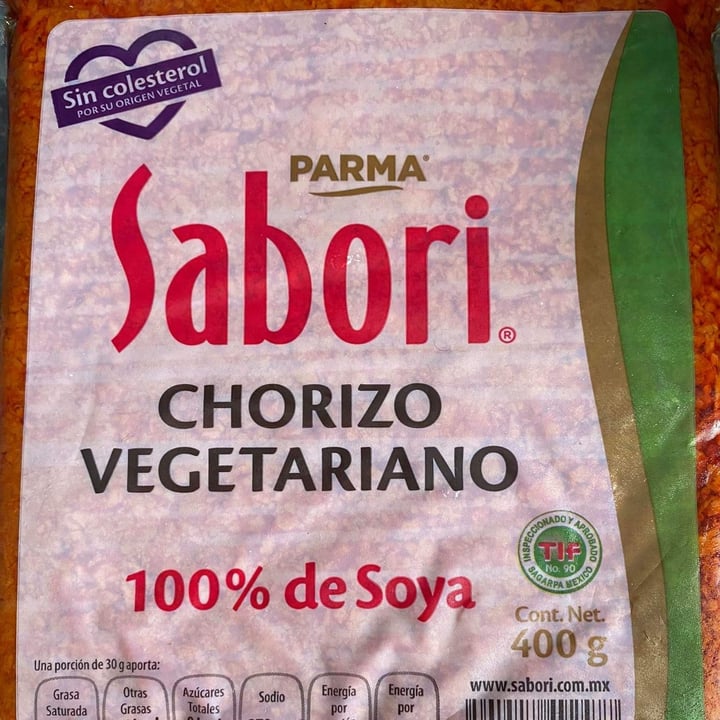 Sin colesterol
POR SU ORIGEN VEGETAL
PARMA®
Sabori®
CHORIZO
VEGETARIANO
100% de Soya
INSPECCIONADO Y APROBADO
TIF
No. 90
SAGARPA MEXICO
Cont. Net.
400 g
Una porción de 30 g aporta:
Grasa
Saturada
Otras
Grasas
Azúcares
Totales
Sodio
Energía
por
Energía
por
www.sabori.com.mx